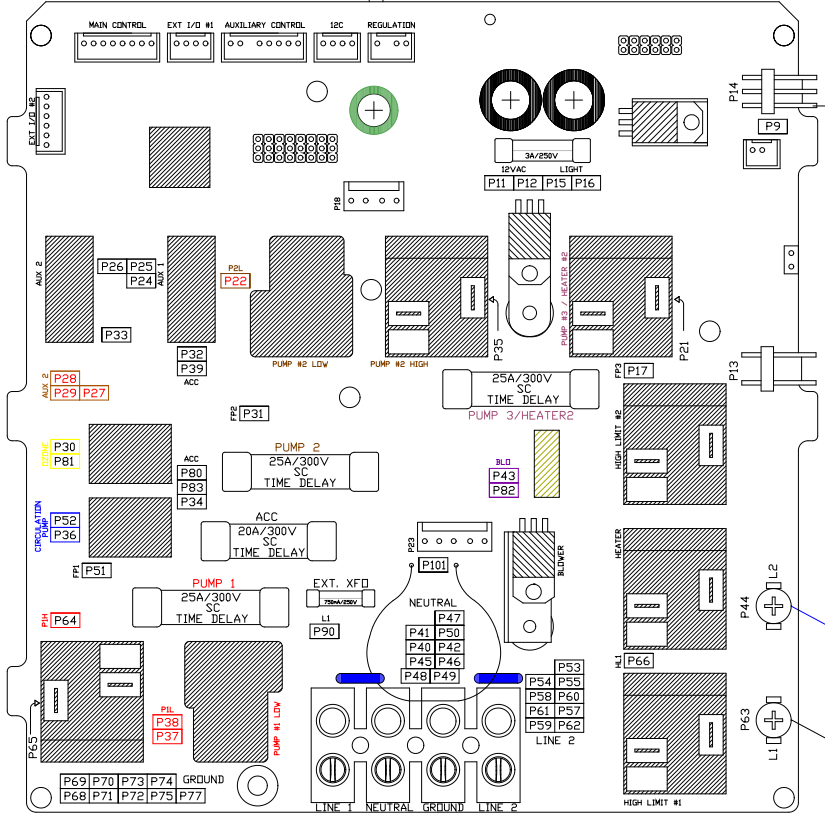 MAIN CONTROL
EXT I/O #1
AUXILIARY CONTROL
12C
REGULATION
EXT I/O #2
P14
P9
3A/250V
12VAC
LIGHT
P11 P12 P15 P16
P18
AUX 2
P26 P25
P24
AUX 1
P2L
P22
P33
P32
P39
ACC
PUMP #2 LOW
PUMP #2 HIGH
P35
PUMP #3 / HEATER #2
P21
P13
AUX 2
P28
P29 P27
FP2
P31
25A/300V
SC
TIME DELAY
PUMP 3/HEATER2
FP3
P17
HIGH LIMIT #2
P30
P81
ACC
P80
P83
P34
PUMP 2
25A/300V
SC
TIME DELAY
BLO
P43
P82
CIRCULATION
PUMP
P52
P36
ACC
20A/300V
SC
TIME DELAY
P23
P101
BLOWER
HEATER
FP1
P51
PUMP 1
25A/300V
SC
TIME DELAY
EXT. XFO
750mA/250V
L1
P90
NEUTRAL
P47
P41 P50
P40 P42
P45 P46
P48 P49
L2
P44
P1H
P64
HL1
P66
P53
P54 P55
P58 P60
P61 P57
P59 P62
LINE 2
P65
P1L
P38
P37
PUMP #1 LOW
P63
L1
P69 P70 P73 P74
GROUND
P68 P71 P72 P75 P77
LINE 1
NEUTRAL
GROUND
LINE 2
HIGH LIMIT #1